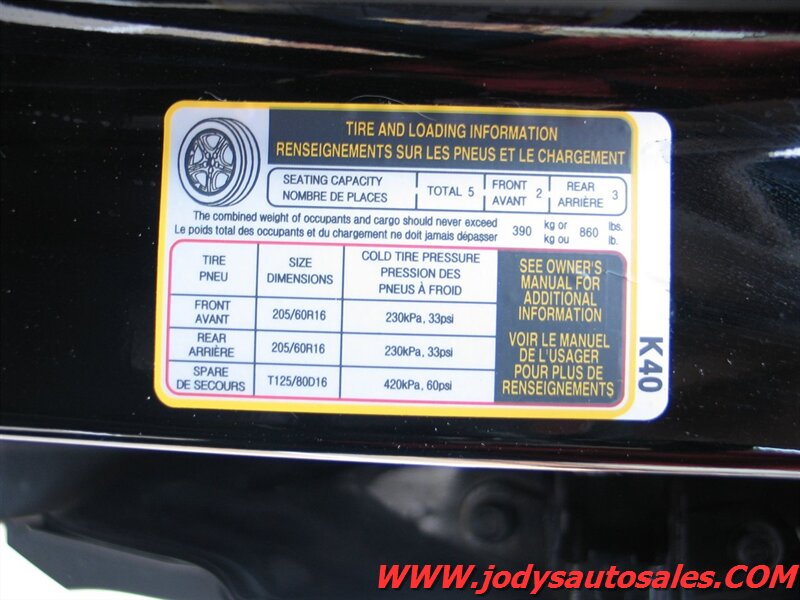 TIRE AND LOADING INFORMATION
RENSEIGNEMENTS SUR LES PNEUS ET LE CHARGEMENT
SEATING CAPACITY
NOMBRE DE PLACES
TOTAL 5
FRONT
AVANT 2
REAR
ARRIÈRE 3
The combined weight of occupants and cargo should never exceed 390 kg or 860 lbs.
Le poids total des occupants et du chargement ne doit jamais dépasser kg ou lb.
TIRE
PNEU
SIZE
DIMENSIONS
COLD TIRE PRESSURE
PRESSION DES
PNEUS À FROID
FRONT
AVANT
205/60R16
230kPa, 33psi
REAR
ARRIÈRE
205/60R16
230kPa, 33psi
SPARE
DE SECOURS
T125/80D16
420kPa, 60psi
SEE OWNER'S
MANUAL FOR
ADDITIONAL
INFORMATION
VOIR LE MANUEL
DE L'USAGER
POUR PLUS DE
RENSEIGNEMENTS
K40
WWW.jodysautosales.COM